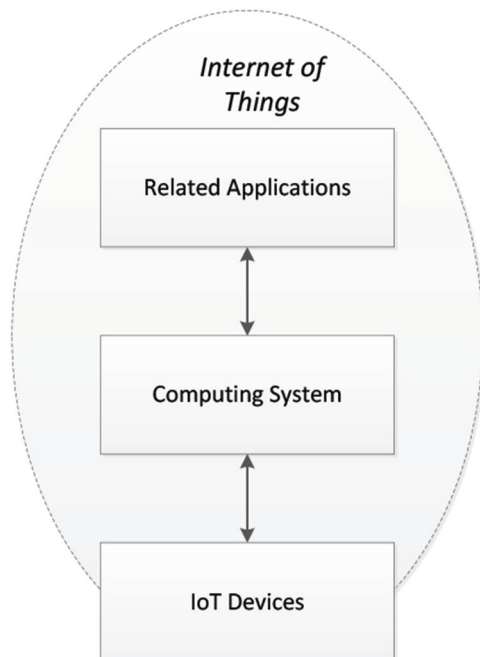 Internet of
Things
Related Applications
Computing System
IoT Devices